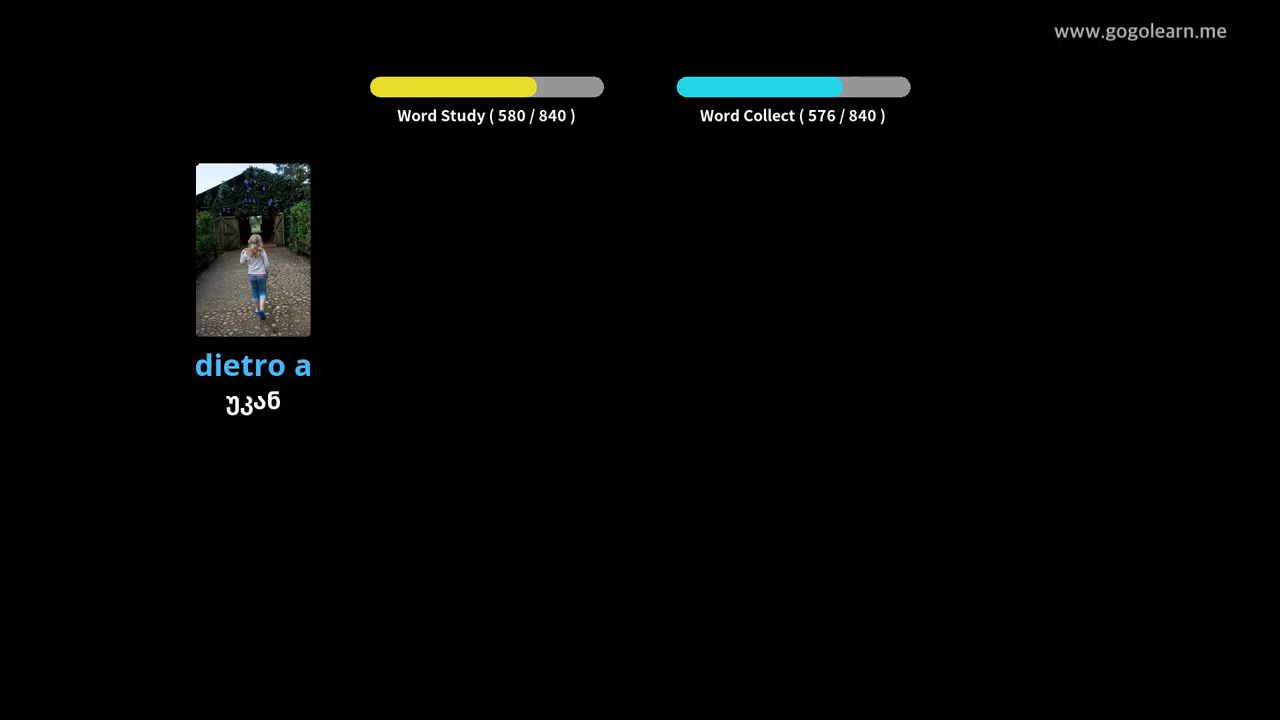 www.gogolearn.me
Word Study ( 580 / 840 )
Word Collect ( 576 / 840 )
dietro a
უკან